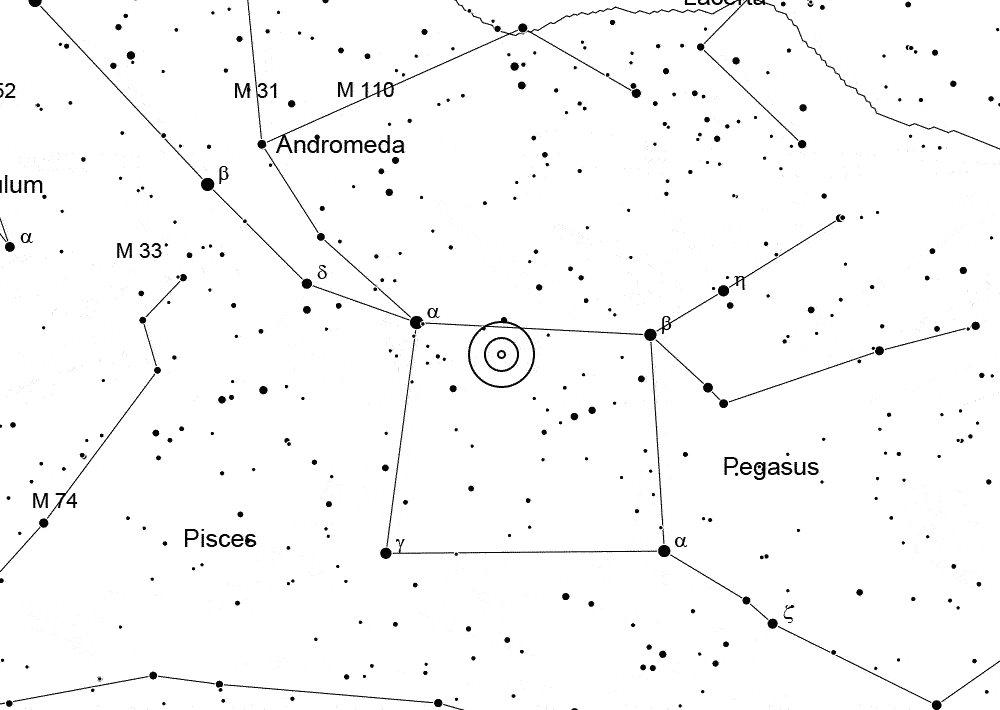 Lacerta
52
M 31
M 110
Andromeda
β
ulum
α
M 33
δ
η
α
β
Pegasus
M 74
Pisces
γ
α
ζ